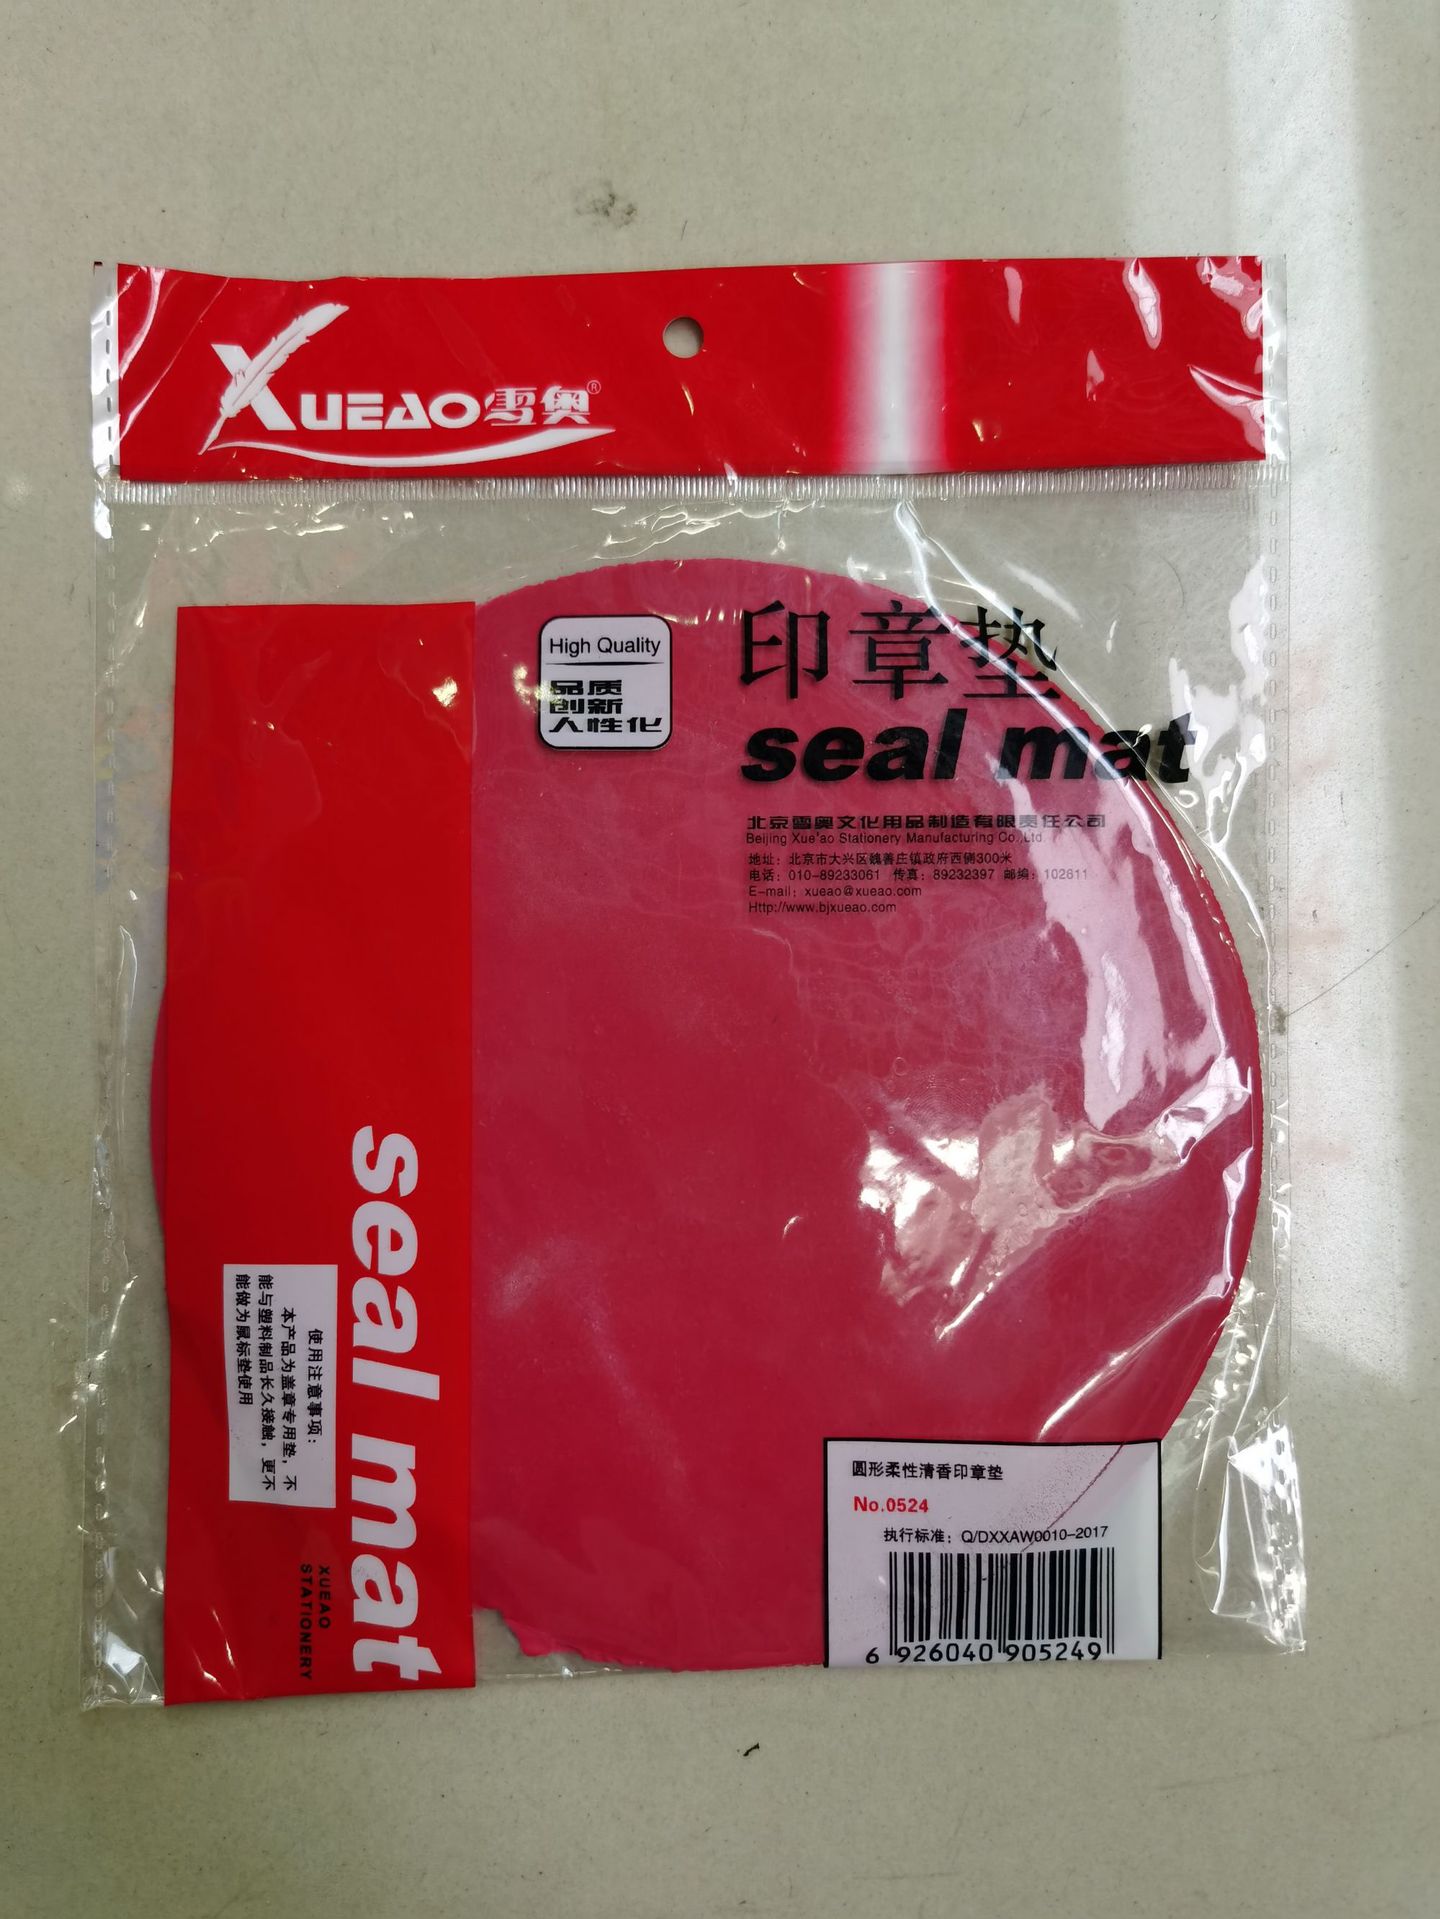 XUEAO雪奥®
High Quality
品质
创新
人性化
印章垫
seal mat
北京雪奥文化用品制造有限责任公司
Beijing Xue'ao Stationery Manufacturing Co.,Ltd
地址：北京市大兴区魏善庄镇政府西侧300米
电话：010-89233061 传真：89232397 邮编：102611
E-mail：xueao@xueao.com
Http://www.bjxueao.com
seal mat
使用注意事项：
本产品为盖章专用垫，不
能与塑料制品长久接触，更不
能做为鼠标垫使用
XUEAO
STATIONERY
圆形柔性清香印章垫
No.0524
执行标准：Q/DXXAW0010-2017
6 926040 905249